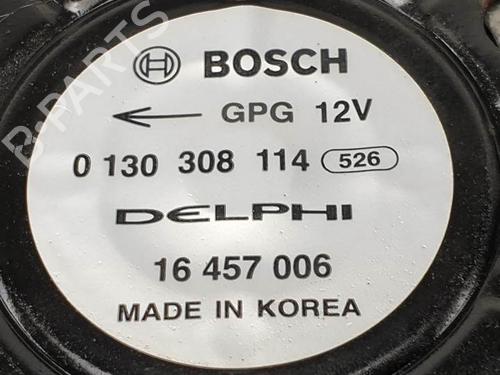 BOSCH
GPG 12V
0 130 308 114 526
DELPHI
16 457 006
MADE IN KOREA
B-PARTS